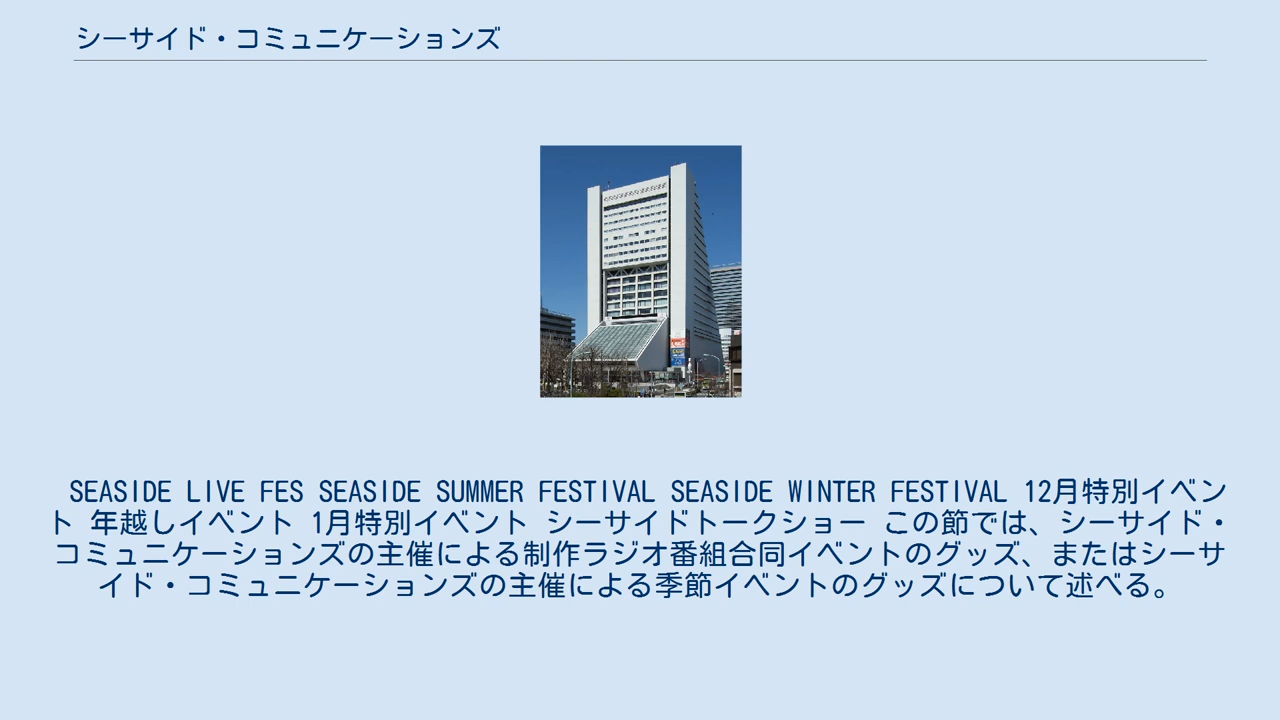 シーサイド・コミュニケーションズ
SEASIDE LIVE FES SEASIDE SUMMER FESTIVAL SEASIDE WINTER FESTIVAL 12月特別イベン
ト 年越しイベント 1月特別イベント シーサイドトークショー この節では、シーサイド・
コミュニケーションズの主催による制作ラジオ番組合同イベントのグッズ、またはシーサ
イド・コミュニケーションズの主催による季節イベントのグッズについて述べる。